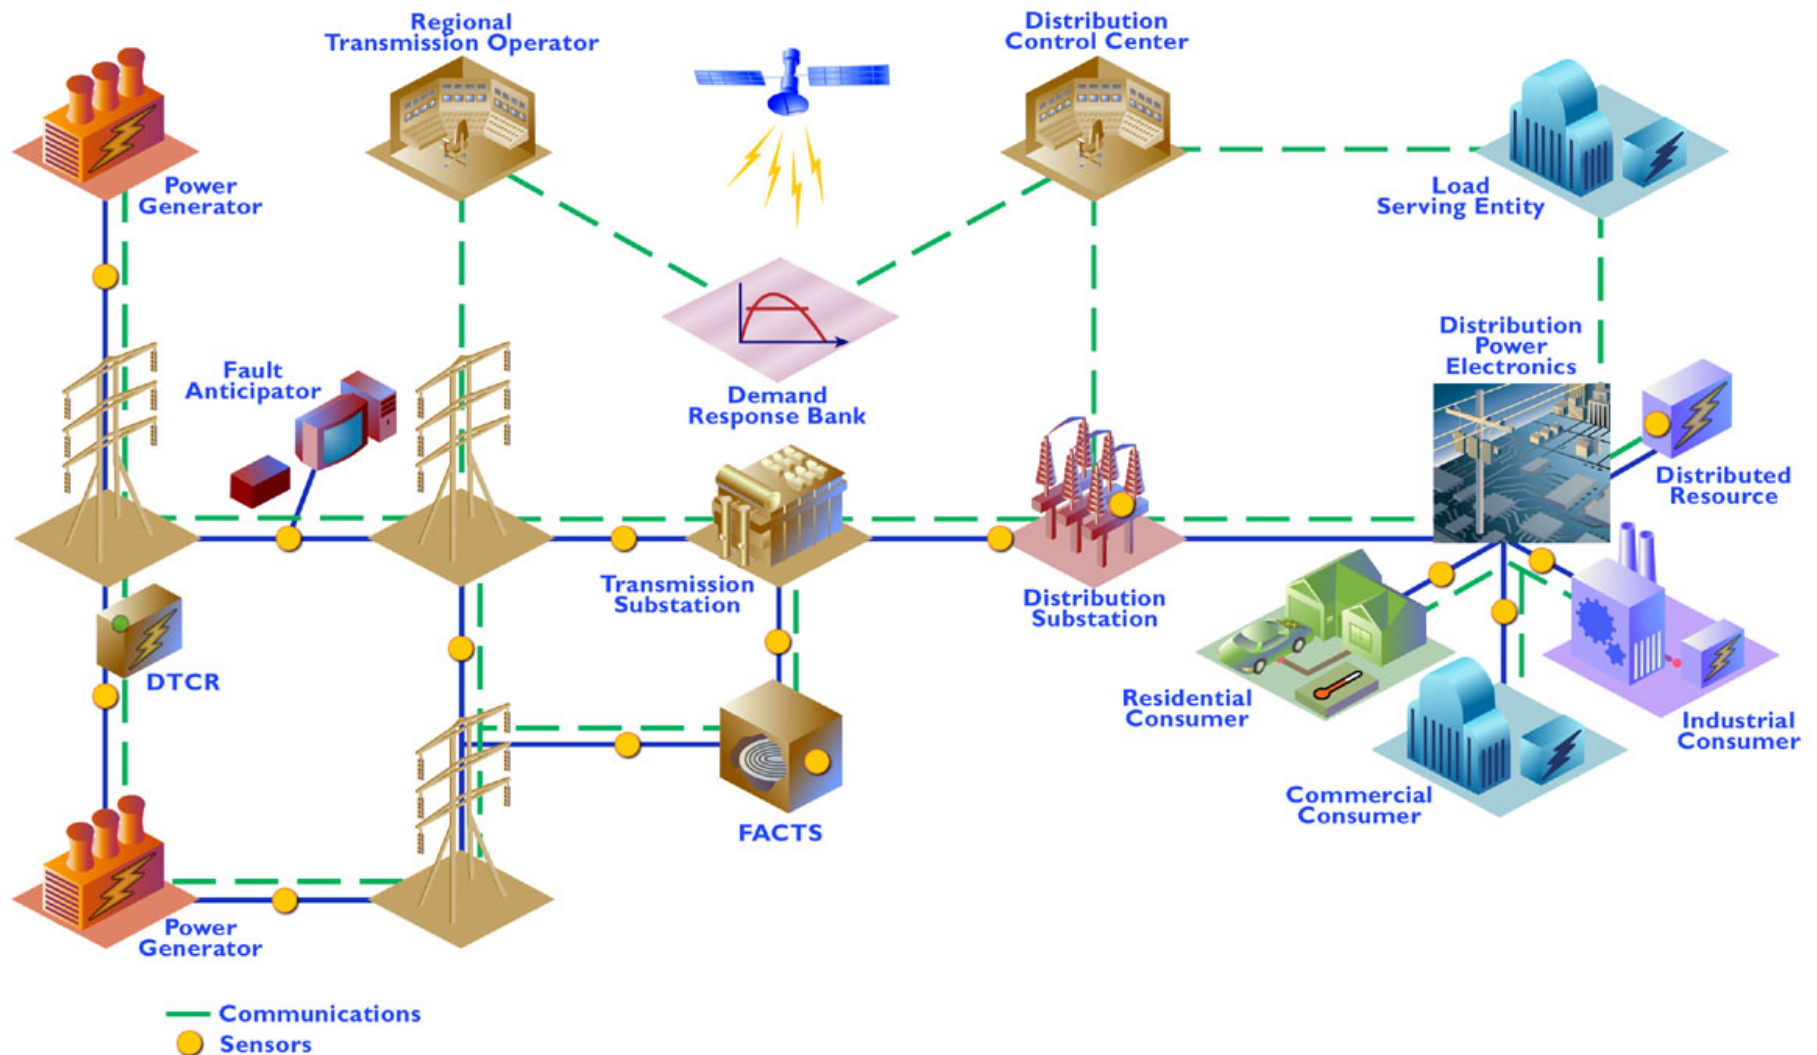 Regional
Transmission Operator
Distribution
Control Center
Power
Generator
Load
Serving Entity
Distribution
Power
Electronics
Fault
Anticipator
Demand
Response Bank
Distributed
Resource
Transmission
Substation
Distribution
Substation
DTCR
Residential
Consumer
Industrial
Consumer
Commercial
Consumer
FACTS
Power
Generator
Communications
Sensors